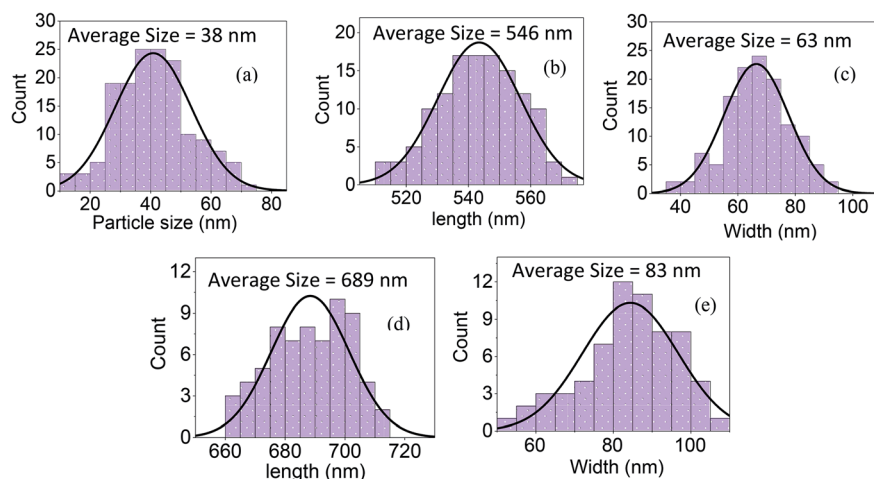 Average Size = 38 nm
(a)
30
25
20
15
10
5
0
Count
20 40 60 80
Particle size (nm)
Average Size = 546 nm
(b)
20
15
10
5
0
Count
520 540 560
length (nm)
Average Size = 63 nm
(c)
30
25
20
15
10
5
0
Count
40 60 80 100
Width (nm)
Average Size = 689 nm
(d)
12
9
6
3
0
Count
660 680 700 720
length (nm)
Average Size = 83 nm
(e)
12
9
6
3
0
Count
60 80 100
Width (nm)